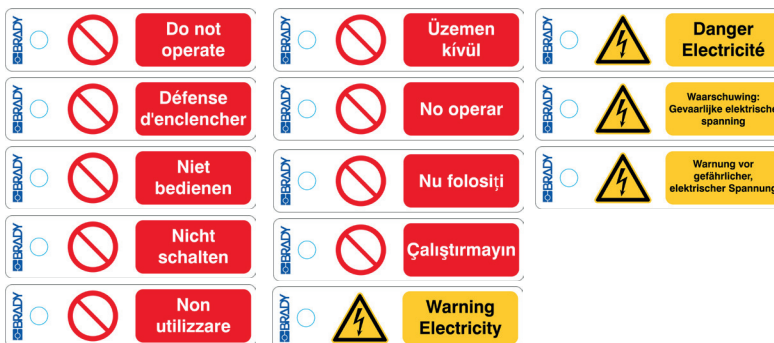 BRADY
Do not
operate
BRADY
Défense
d'enclencher
BRADY
Niet
bedienen
BRADY
Nicht
schalten
BRADY
Non
utilizzare
BRADY
Üzemen
kívül
BRADY
No operar
BRADY
Nu folosiți
BRADY
Çalıştırmayın
BRADY
Warning
Electricity
BRADY
Danger
Electricité
BRADY
Waarschuwing:
Gevaarlijke elektrische
spanning
BRADY
Warnung vor
gefährlicher,
elektrischer Spannung